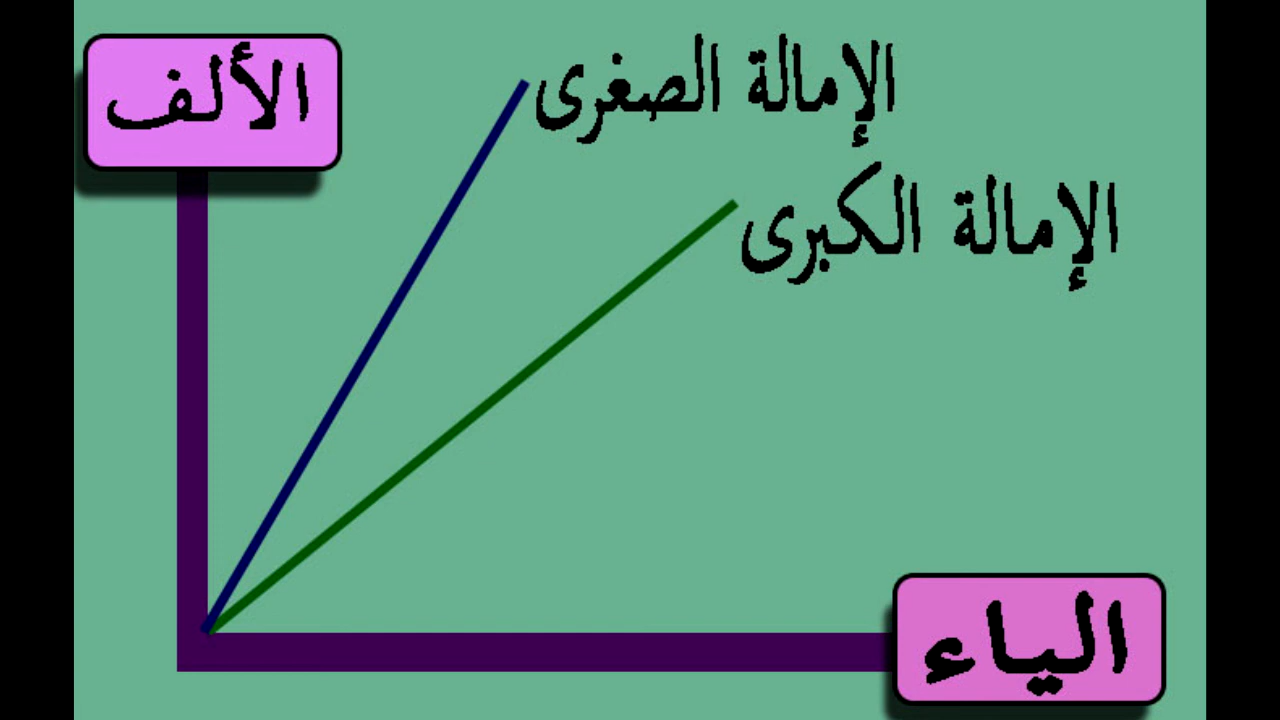 الألف
الإمالة الصغرى
الإمالة الكبرى
الياء